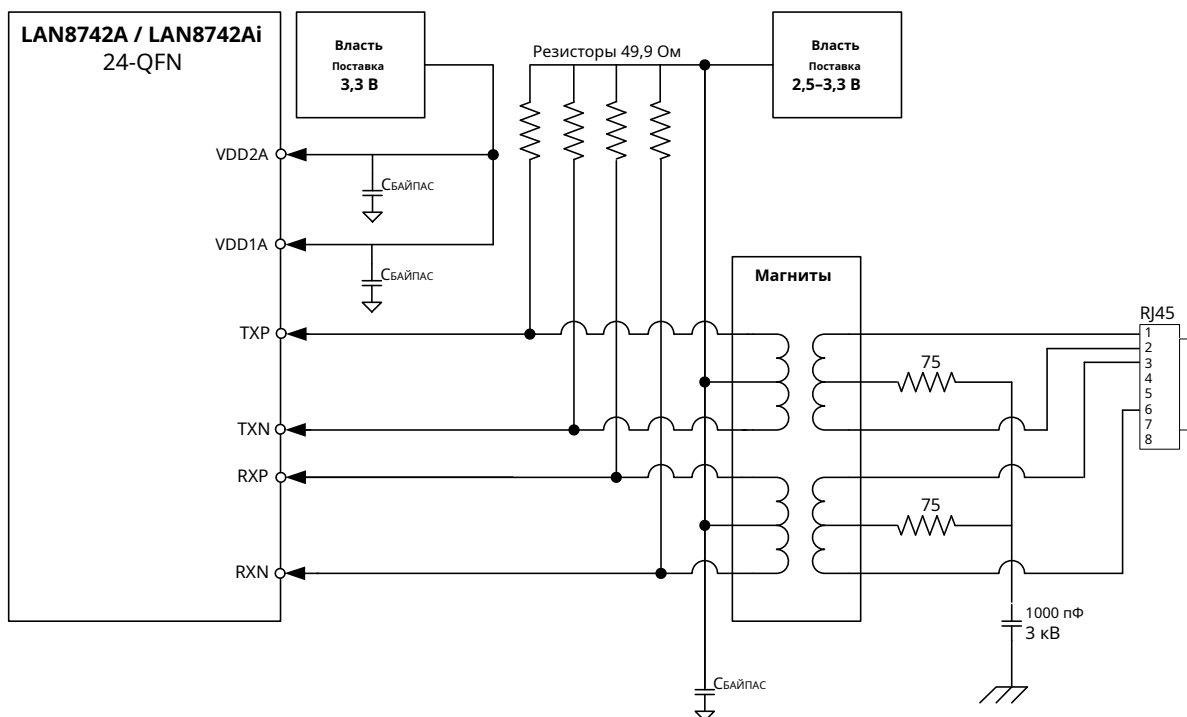 LAN8742A / LAN8742Ai
24-QFN
Власть
Поставка
3,3 В
Резисторы 49,9 Ом
Власть
Поставка
2,5–3,3 В
VDD2A
СБАЙПАС
VDD1A
СБАЙПАС
Магниты
TXP
RJ45
1
2
3
4
5
6
7
8
75
TXN
RXP
75
RXN
1000 пФ
3 кВ
СБАЙПАС